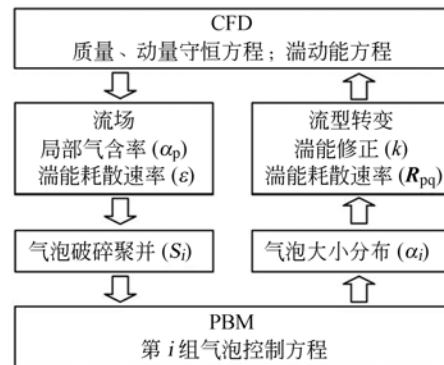 CFD
质量、动量守恒方程；湍动能方程
流场
局部气含率 (αp)
湍能耗散速率 (ε)
流型转变
湍能修正 (k)
湍能耗散速率 (Rpq)
气泡破碎聚并 (Si)
气泡大小分布 (αi)
PBM
第 i 组气泡控制方程